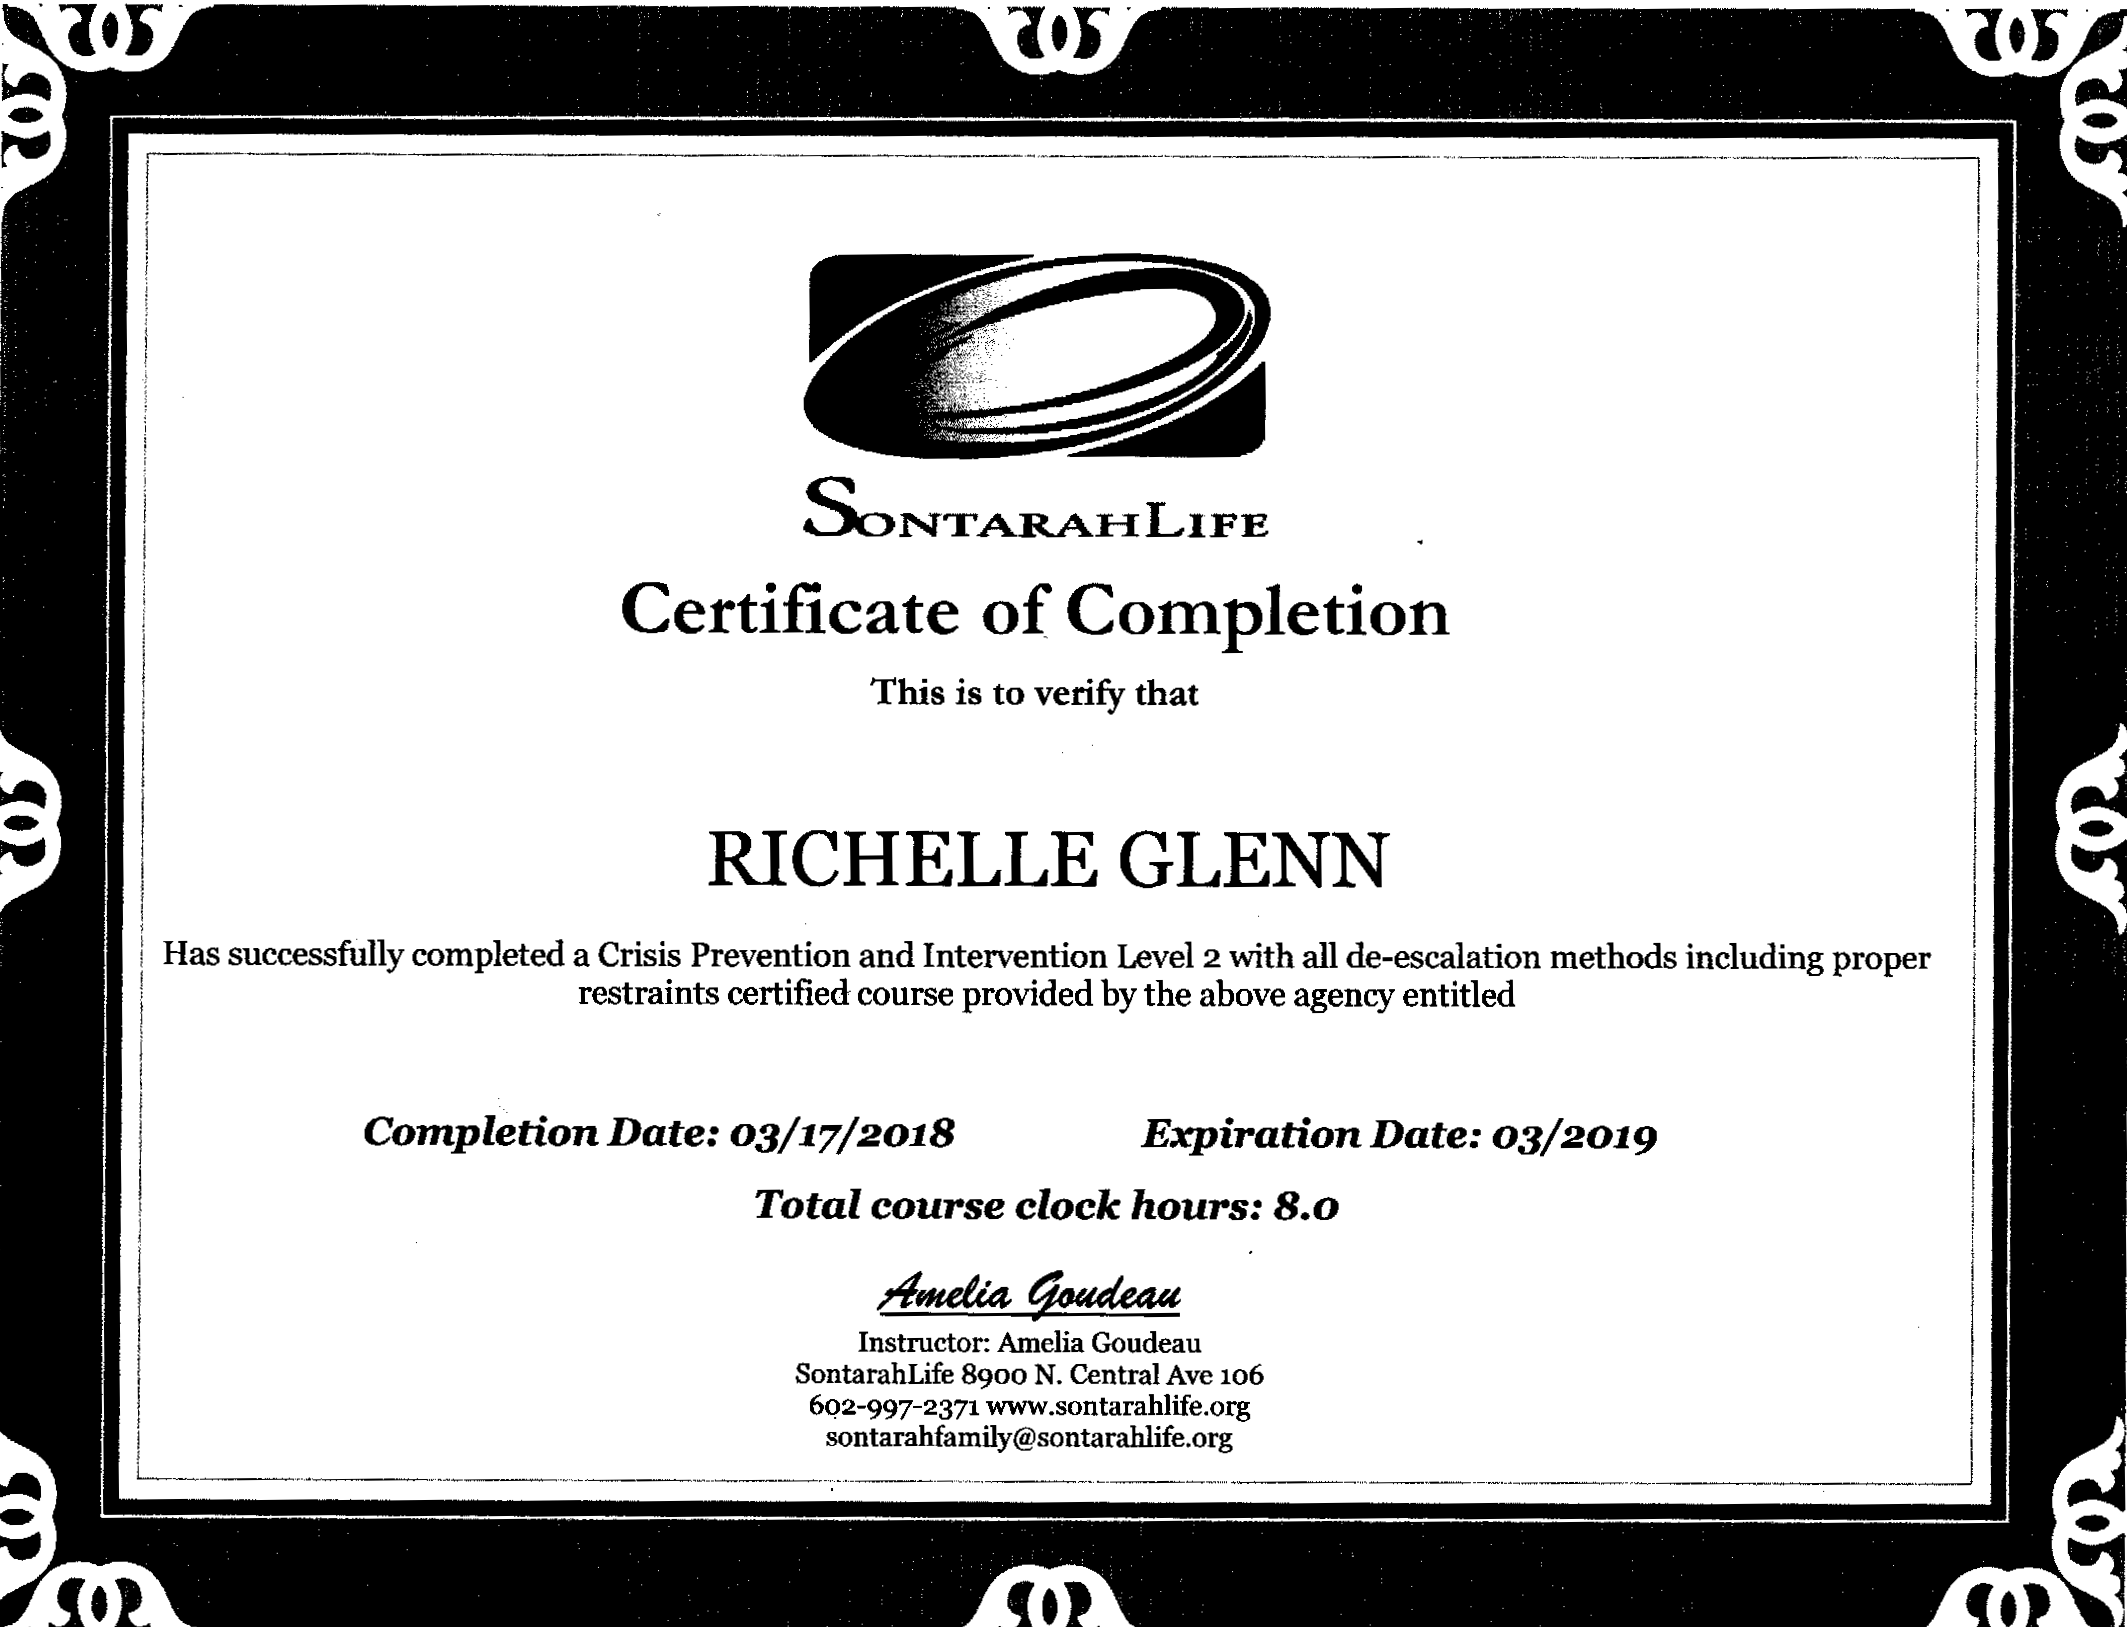 SONTARAHLIFE
Certificate of Completion
This is to verify that
RICHELLE GLENN
Has successfully completed a Crisis Prevention and Intervention Level 2 with all de-escalation methods including proper
restraints certified course provided by the above agency entitled
Completion Date: 03/17/2018 Expiration Date: 03/2019
Total course clock hours: 8.0
Amelia Goudeau
Instructor: Amelia Goudeau
SontarahLife 8900 N. Central Ave 106
602-997-2371 www.sontarahlife.org
sontarahfamily@sontarahlife.org